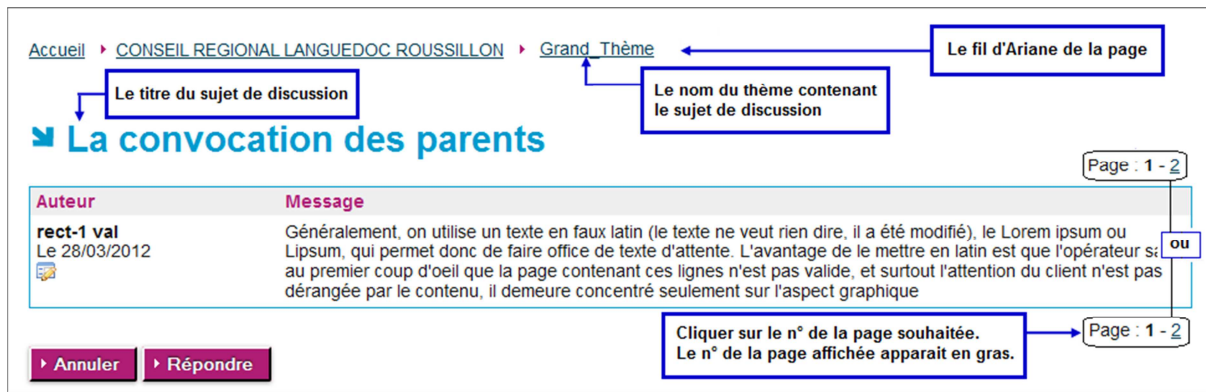 Accueil CONSEIL REGIONAL LANGUEDOC ROUSSILLON Grand_Thème
Le fil d'Ariane de la page
Le titre du sujet de discussion
Le nom du thème contenant
le sujet de discussion
La convocation des parents
Page : 1 - 2
Auteur Message
rect-1 val
Le 28/03/2012
Généralement, on utilise un texte en faux latin (le texte ne veut rien dire, il a été modifié), le Lorem ipsum ou
Lipsum, qui permet donc de faire office de texte d'attente. L'avantage de le mettre en latin est que l'opérateur
au premier coup d'oeil que la page contenant ces lignes n'est pas valide, et surtout l'attention du client n'est pas
dérangée par le contenu, il demeure concentré seulement sur l'aspect graphique
ou
Cliquer sur le n° de la page souhaitée.
Le n° de la page affichée apparait en gras.
Page : 1 - 2
Annuler Répondre